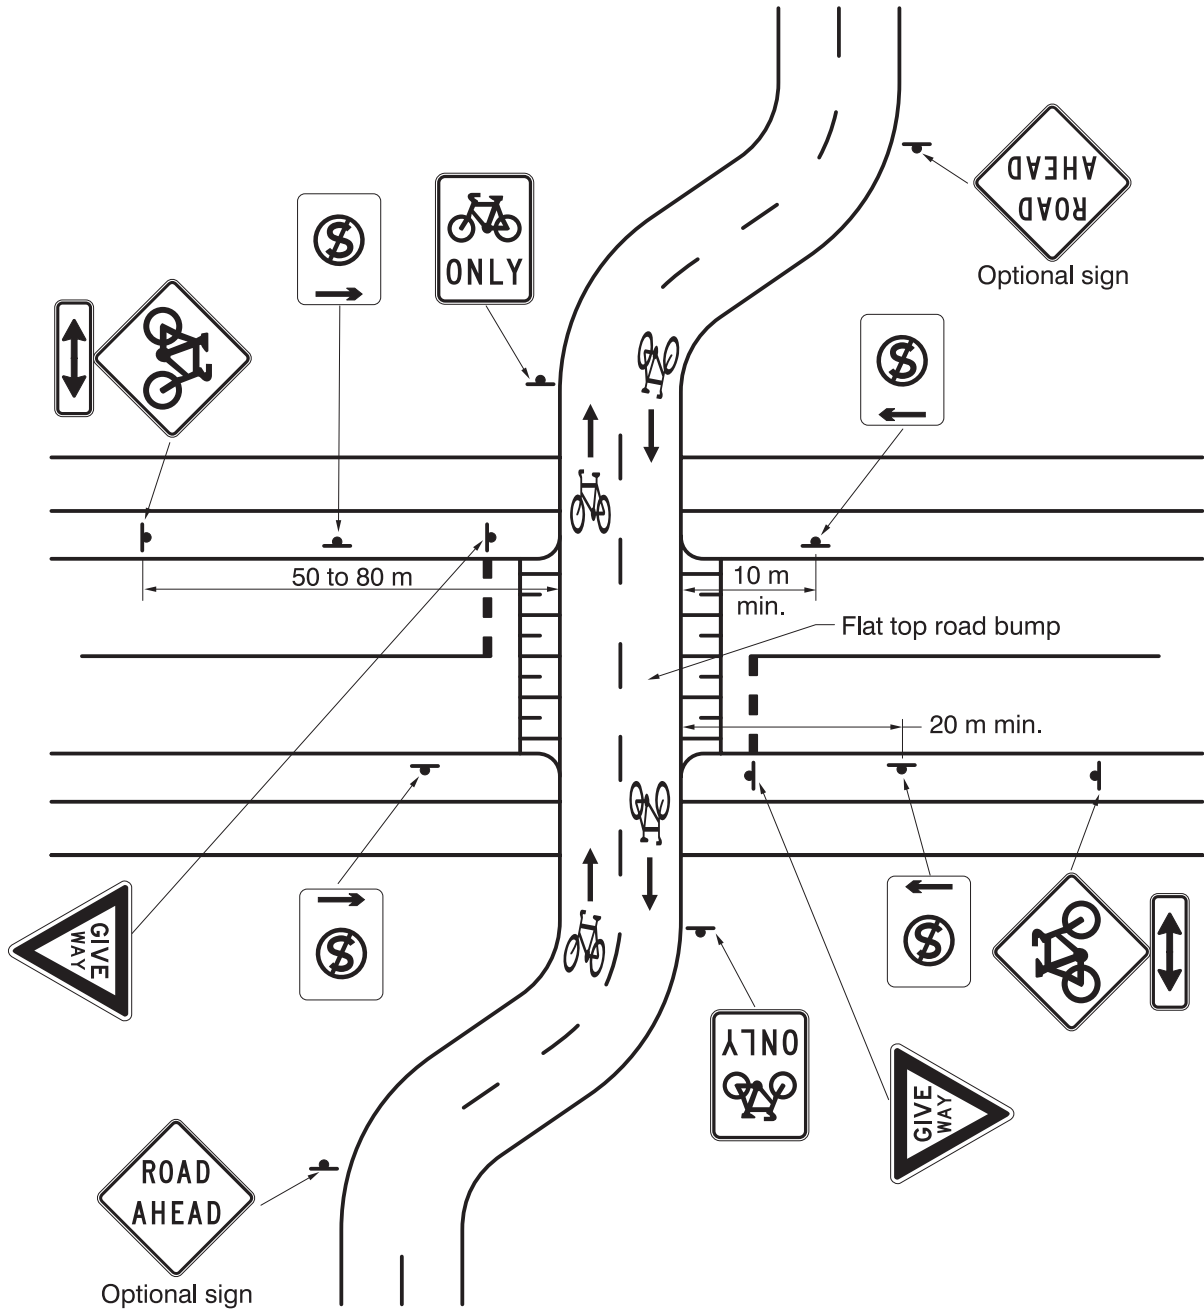 ROAD
AHEAD
Optional sign
S
ONLY
S
50 to 80 m
10 m
min.
Flat top road bump
20 m min.
GIVE
WAY
S
S
ONLY
GIVE
WAY
ROAD
AHEAD
Optional sign